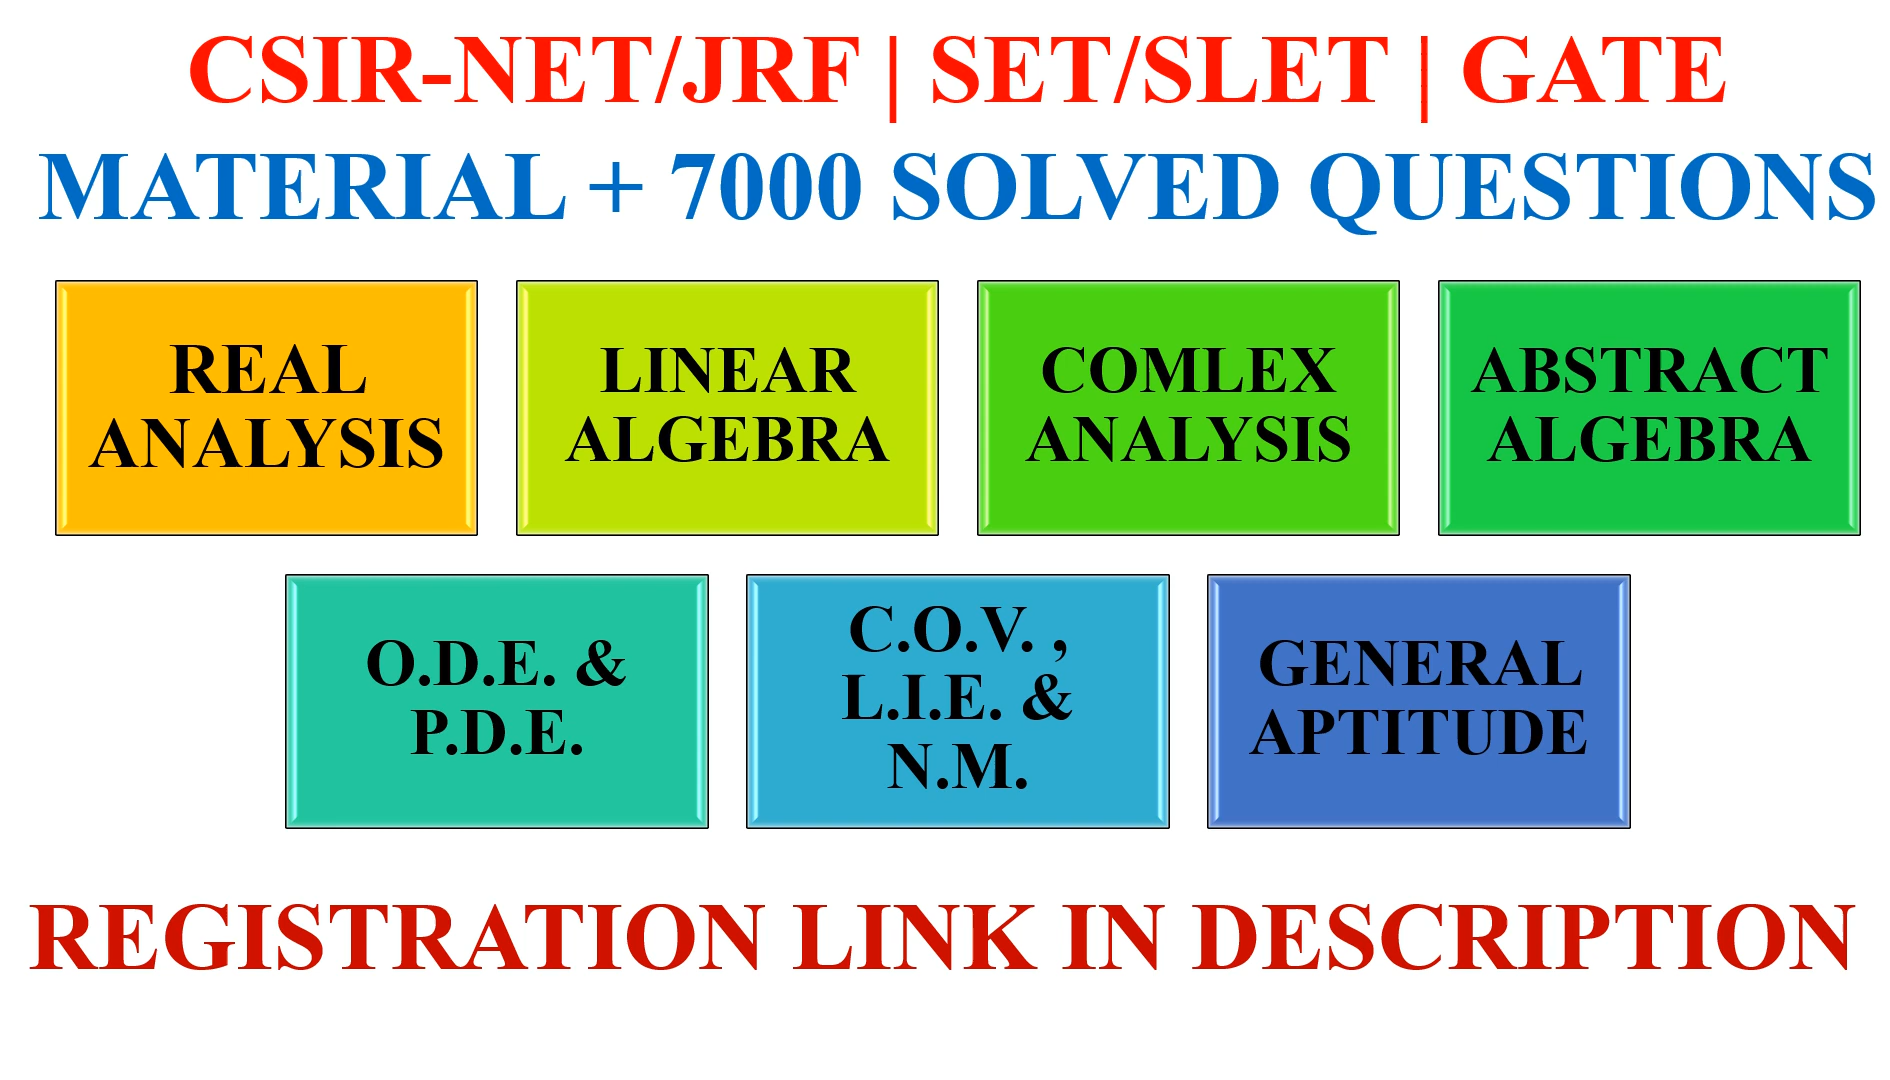 CSIR-NET/JRF | SET/SLET | GATE
MATERIAL + 7000 SOLVED QUESTIONS
REAL
ANALYSIS
LINEAR
ALGEBRA
COMLEX
ANALYSIS
ABSTRACT
ALGEBRA
O.D.E. &
P.D.E.
C.O.V. ,
L.I.E. &
N.M.
GENERAL
APTITUDE
REGISTRATION LINK IN DESCRIPTION